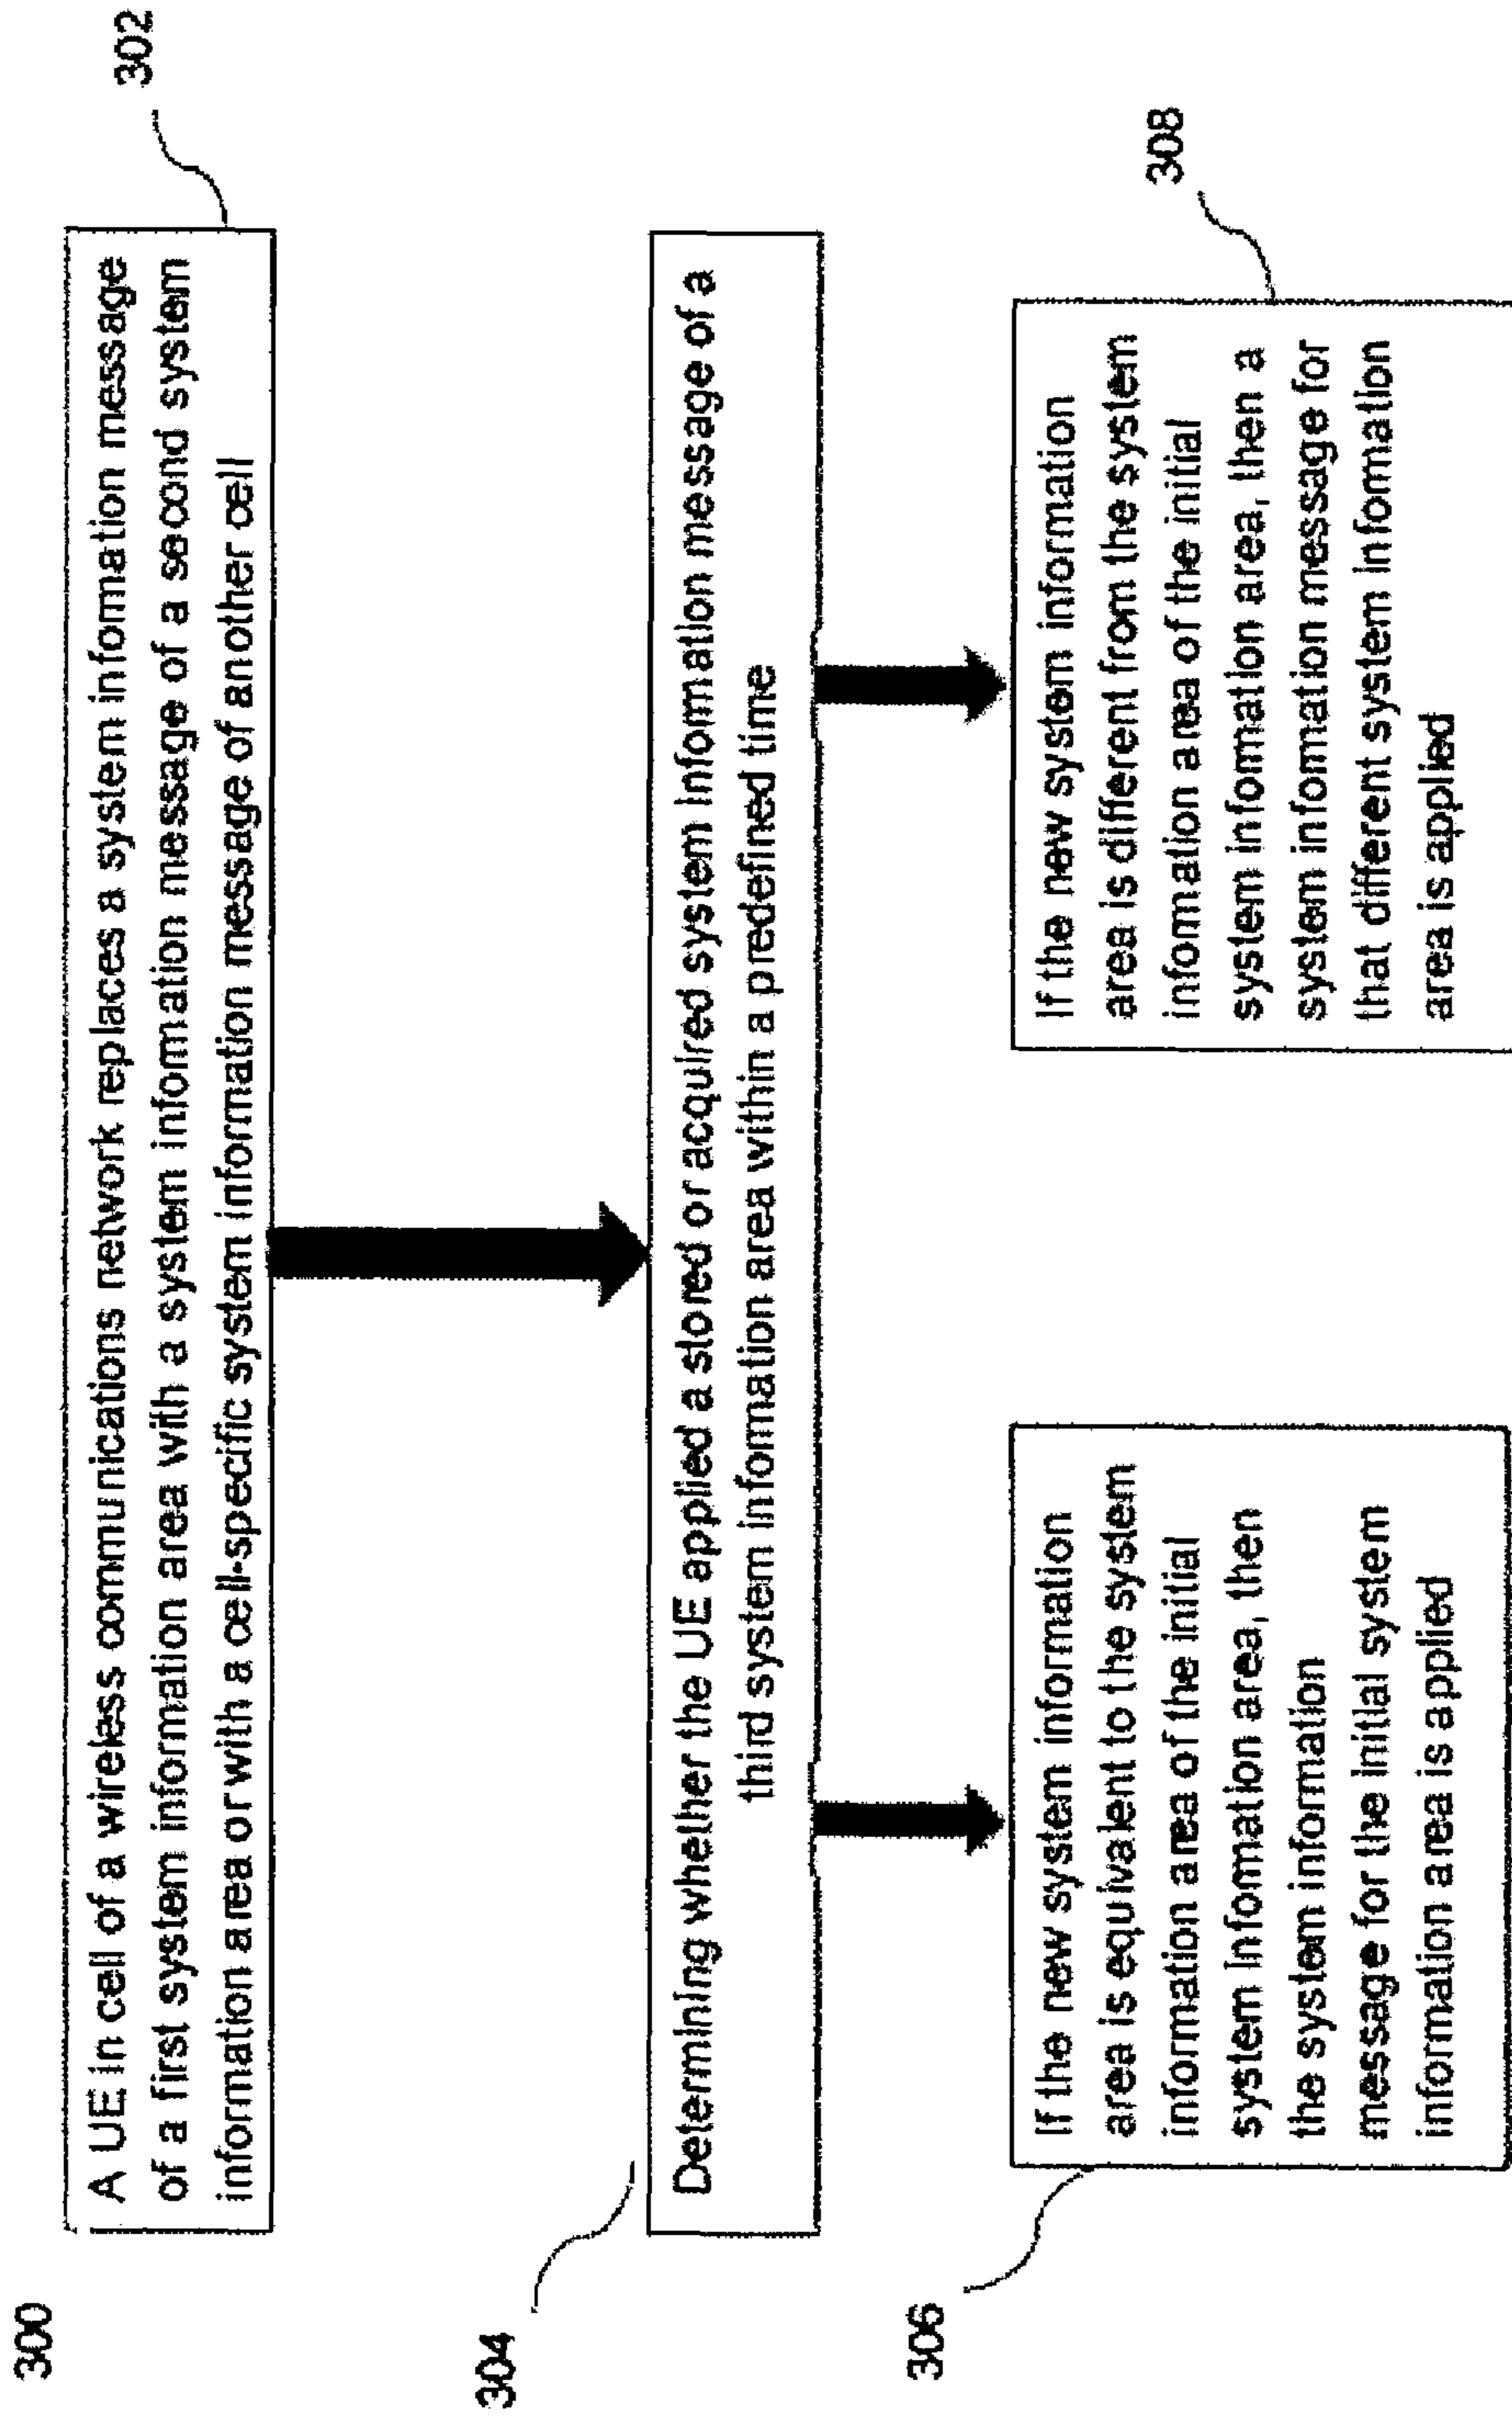 300
302
A UE in cell of a wireless communications network replaces a system information message
of a first system information area with a system information message of a second system
information area or with a cell-specific system information message of another cell
304
Determining whether the UE applied a stored or acquired system information message of a
third system information area within a predefined time
306
If the new system information
area is equivalent to the system
information area of the initial
system information area, then
the system information
message for the initial system
information area is applied
308
If the new system information
area is different from the system
information area of the initial
system information area, then a
system information message for
that different system information
area is applied